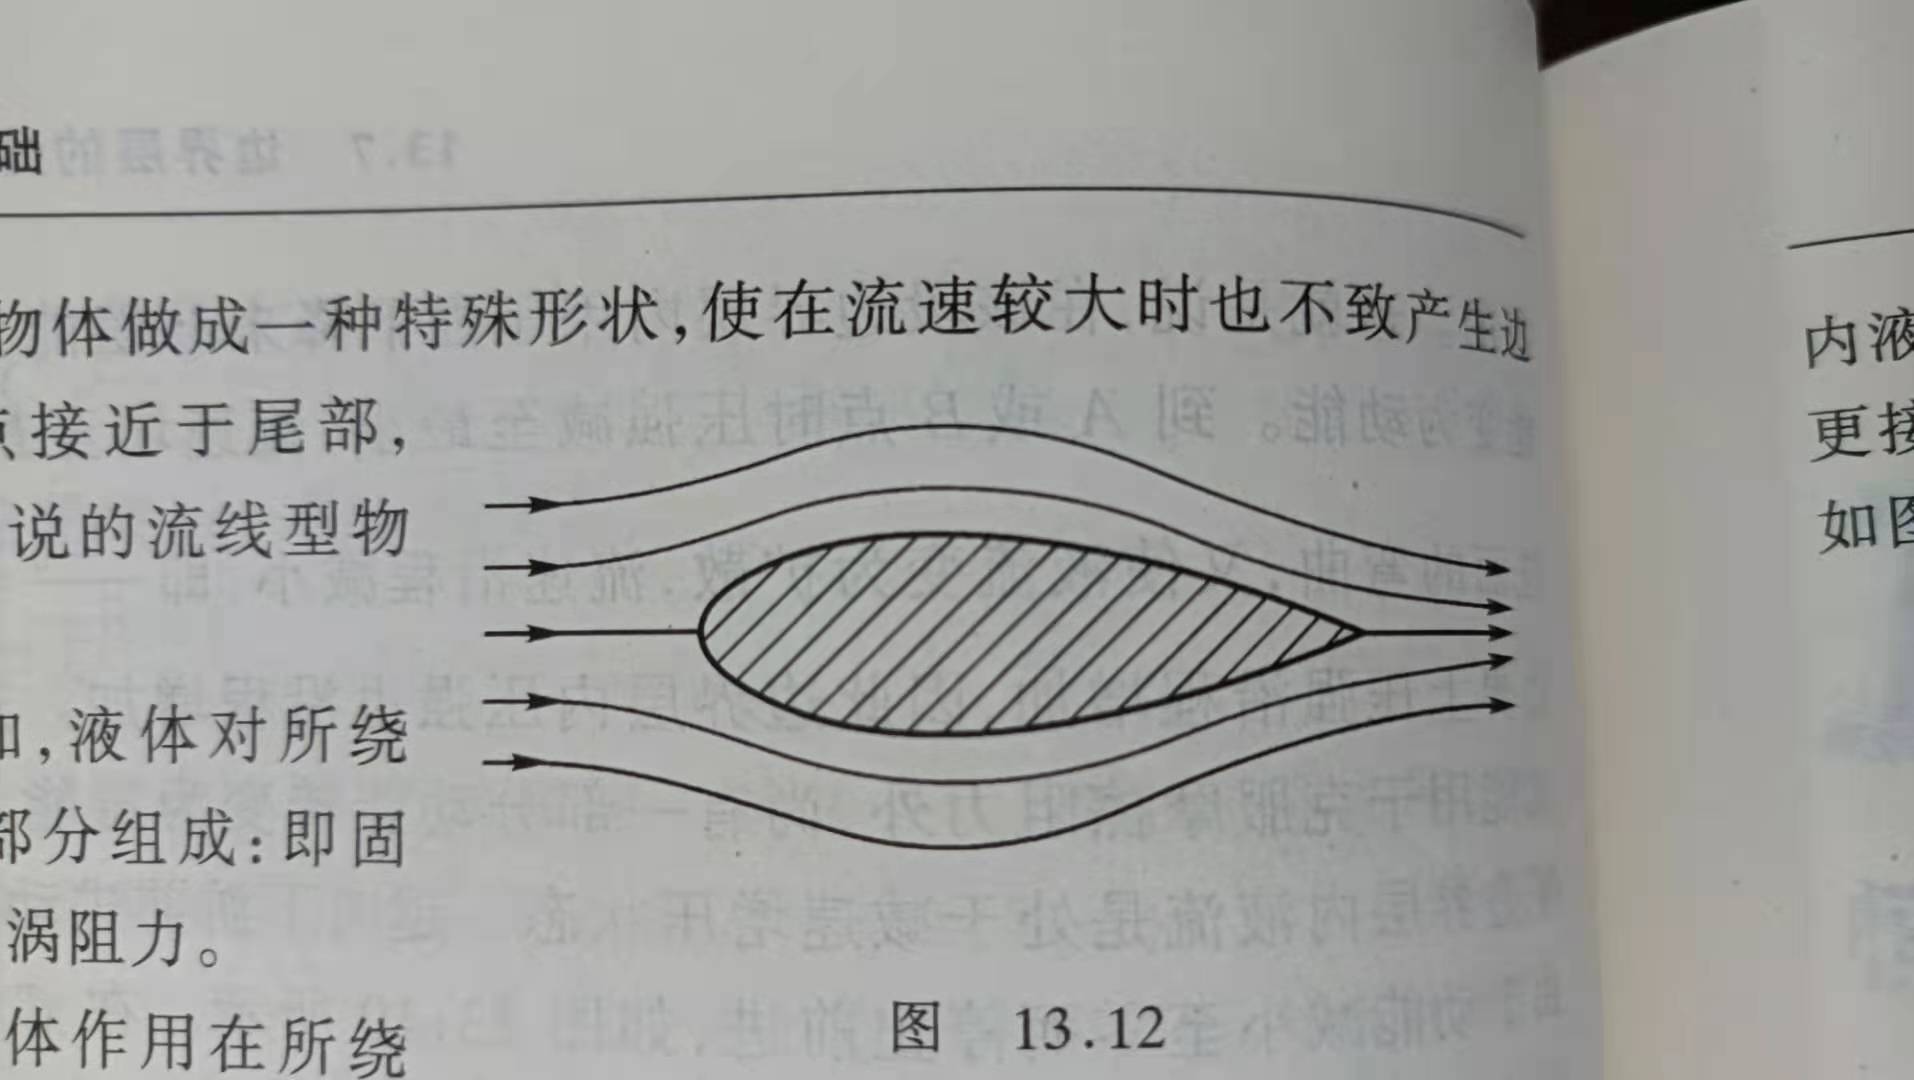 础
物体做成一种特殊形状,使在流速较大时也不致产生边
点接近于尾部,
说的流线型物
加,液体对所绕
部分组成:即固
涡阻力。
体作用在所绕
图 13.12
内液
更接
如图